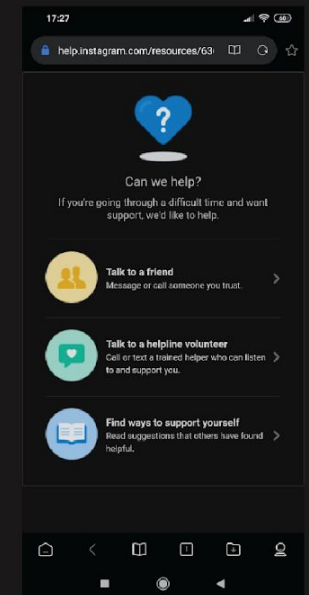 17:27
60
help.instagram.com/resources/63
Can we help?
If you're going through a difficult time and want
support, we'd like to help.
Talk to a friend
Message or call someone you trust.
Talk to a helpline volunteer
Call or text a trained helper who can listen
to and support you.
Find ways to support yourself
Read suggestions that others have found
helpful.